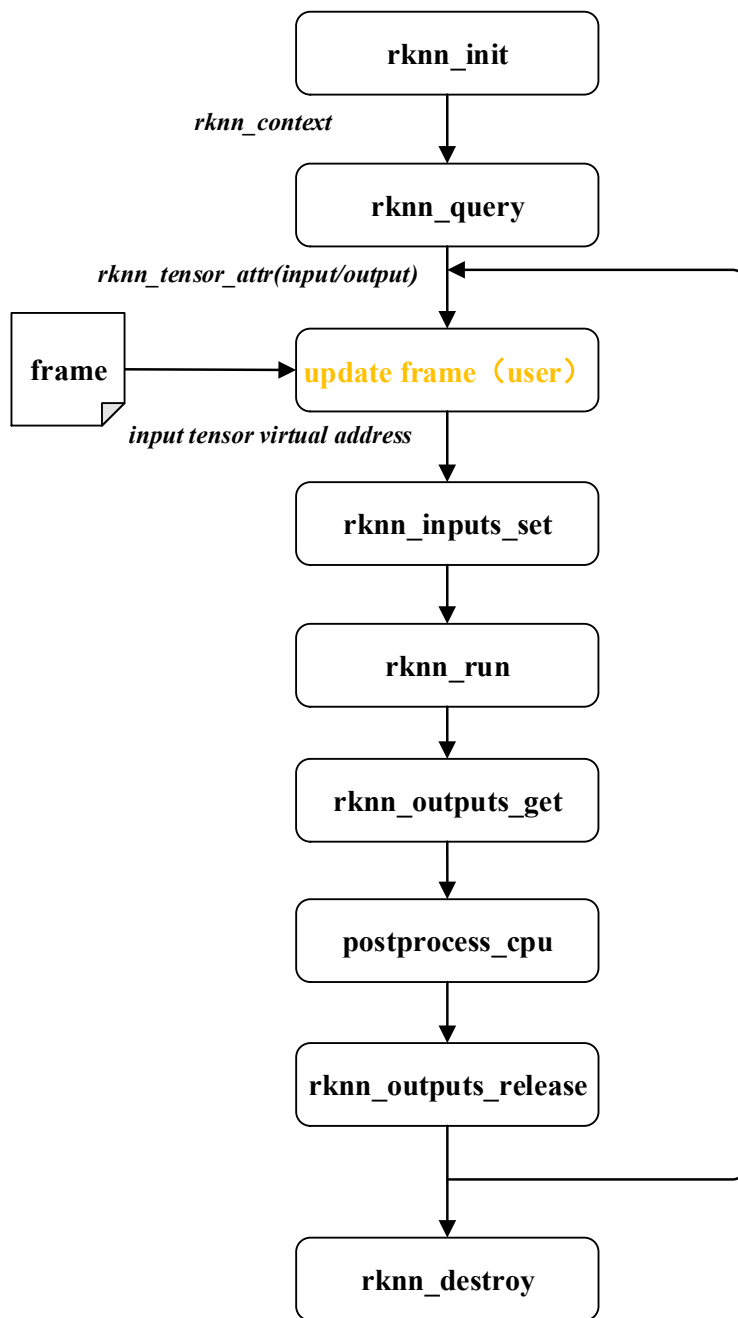 rknn_init
rknn_context
rknn_query
rknn_tensor_attr(input/output)
frame
update frame（user）
input tensor virtual address
rknn_inputs_set
rknn_run
rknn_outputs_get
postprocess_cpu
rknn_outputs_release
rknn_destroy